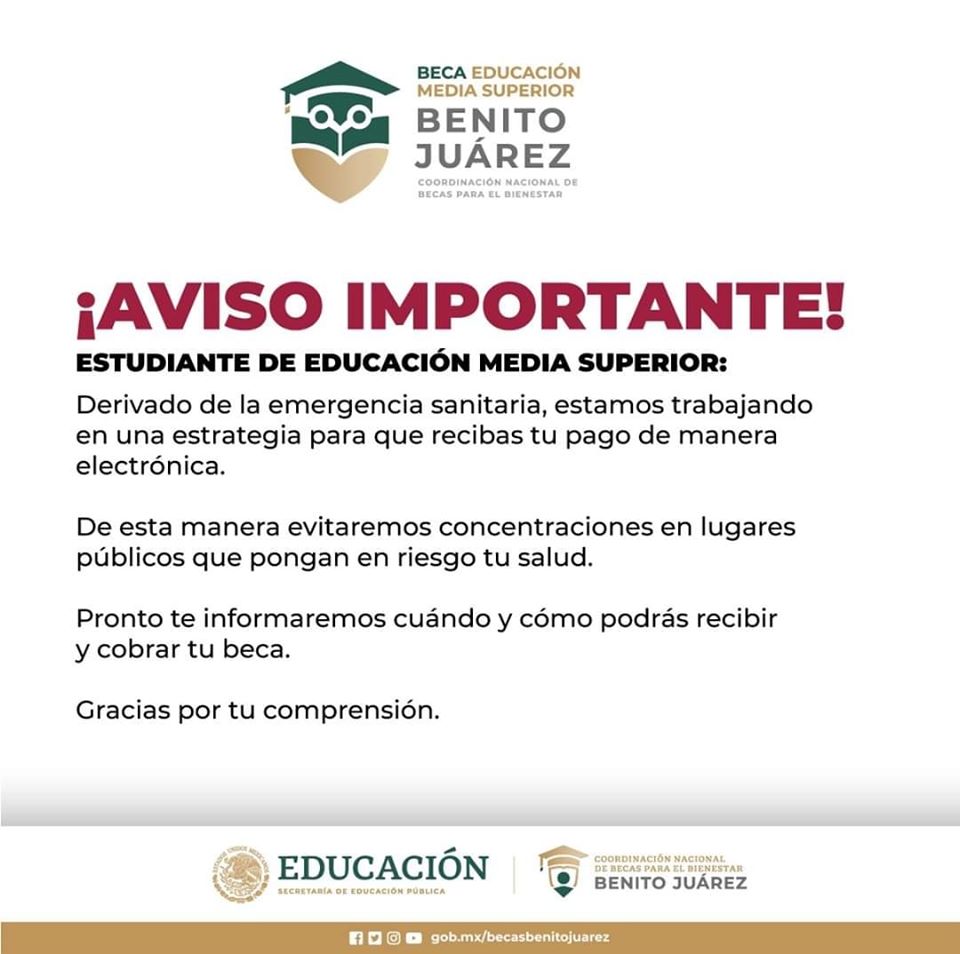 BECA EDUCACIÓN
MEDIA SUPERIOR
BENITO
JUÁREZ
COORDINACIÓN NACIONAL DE
BECAS PARA EL BIENESTAR
¡AVISO IMPORTANTE!
ESTUDIANTE DE EDUCACIÓN MEDIA SUPERIOR:
Derivado de la emergencia sanitaria, estamos trabajando
en una estrategia para que recibas tu pago de manera
electrónica.
De esta manera evitaremos concentraciones en lugares
públicos que pongan en riesgo tu salud.
Pronto te informaremos cuándo y cómo podrás recibir
y cobrar tu beca.
Gracias por tu comprensión.
ESTADOS UNIDOS MEXICANOS
EDUCACIÓN
SECRETARÍA DE EDUCACIÓN PÚBLICA
COORDINACIÓN NACIONAL
DE BECAS PARA EL BIENESTAR
BENITO JUÁREZ
gob.mx/becasbenitojuarez